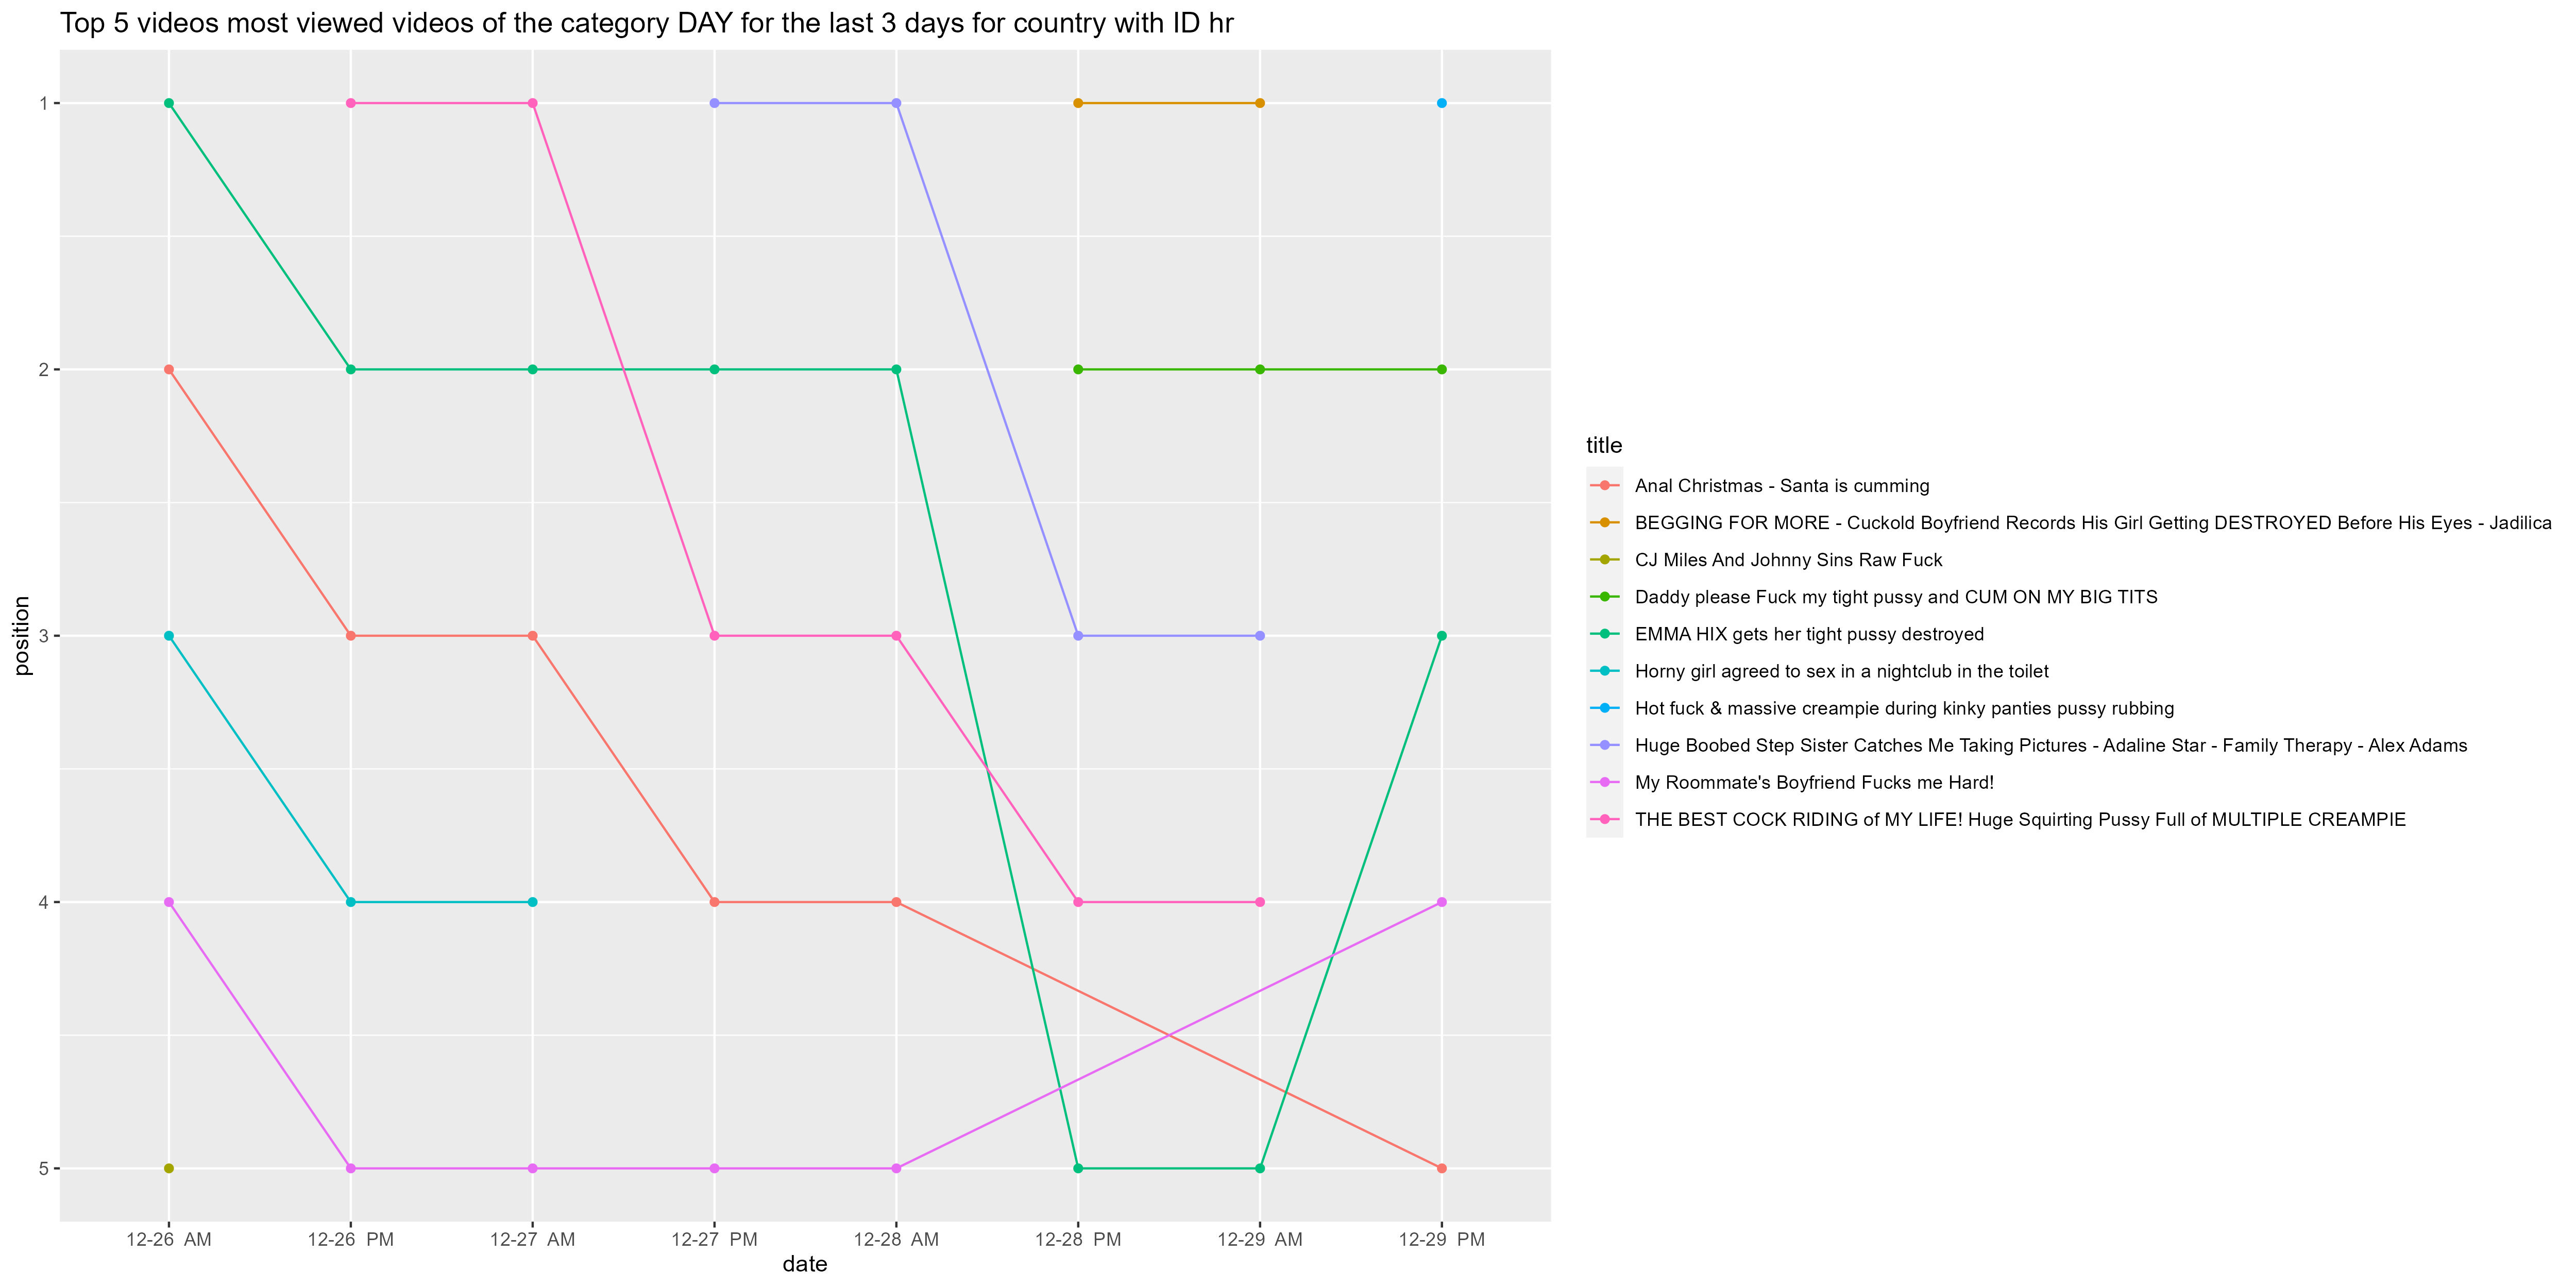 Top 5 videos most viewed videos of the category DAY for the last 3 days for country with ID hr
1
2
3
4
5
position
12-26 AM
12-26 PM
12-27 AM
12-27 PM
12-28 AM
12-28 PM
12-29 AM
12-29 PM
date
title
Anal Christmas - Santa is cumming
BEGGING FOR MORE - Cuckold Boyfriend Records His Girl Getting DESTROYED Before His Eyes - Jadilica
CJ Miles And Johnny Sins Raw Fuck
Daddy please Fuck my tight pussy and CUM ON MY BIG TITS
EMMA HIX gets her tight pussy destroyed
Horny girl agreed to sex in a nightclub in the toilet
Hot fuck & massive creampie during kinky panties pussy rubbing
Huge Boobed Step Sister Catches Me Taking Pictures - Adaline Star - Family Therapy - Alex Adams
My Roommate's Boyfriend Fucks me Hard!
THE BEST COCK RIDING of MY LIFE! Huge Squirting Pussy Full of MULTIPLE CREAMPIE